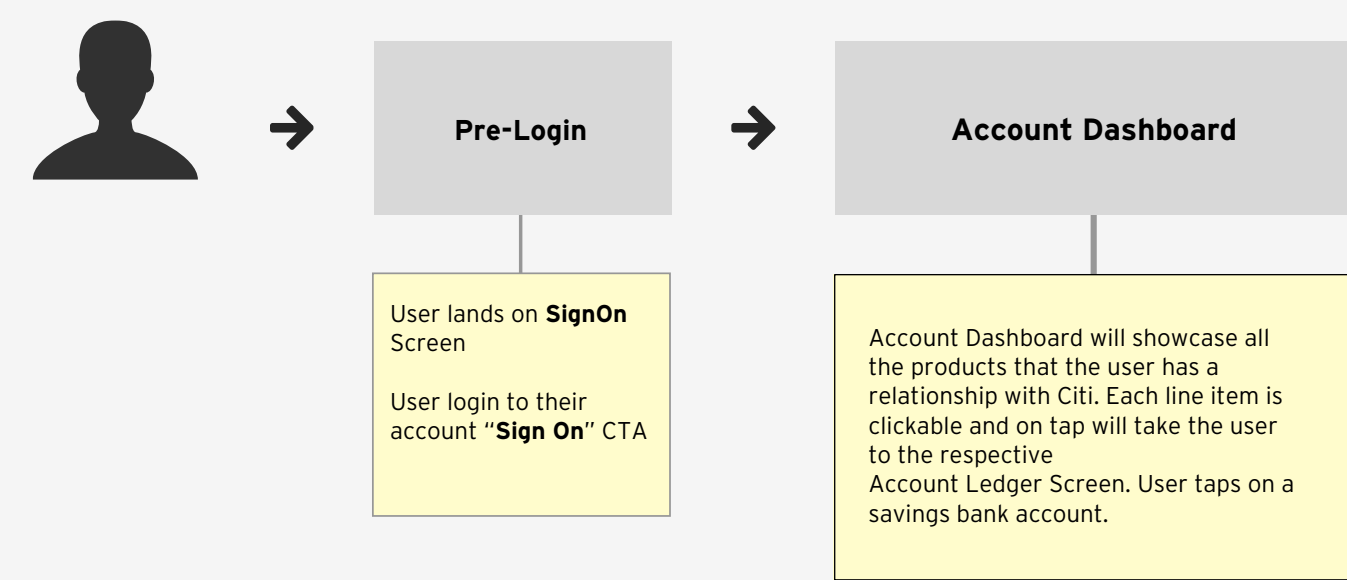 Pre-Login
Account Dashboard
User lands on SignOn
Screen
User login to their
account “Sign On” CTA
Account Dashboard will showcase all
the products that the user has a
relationship with Citi. Each line item is
clickable and on tap will take the user
to the respective
Account Ledger Screen. User taps on a
savings bank account.